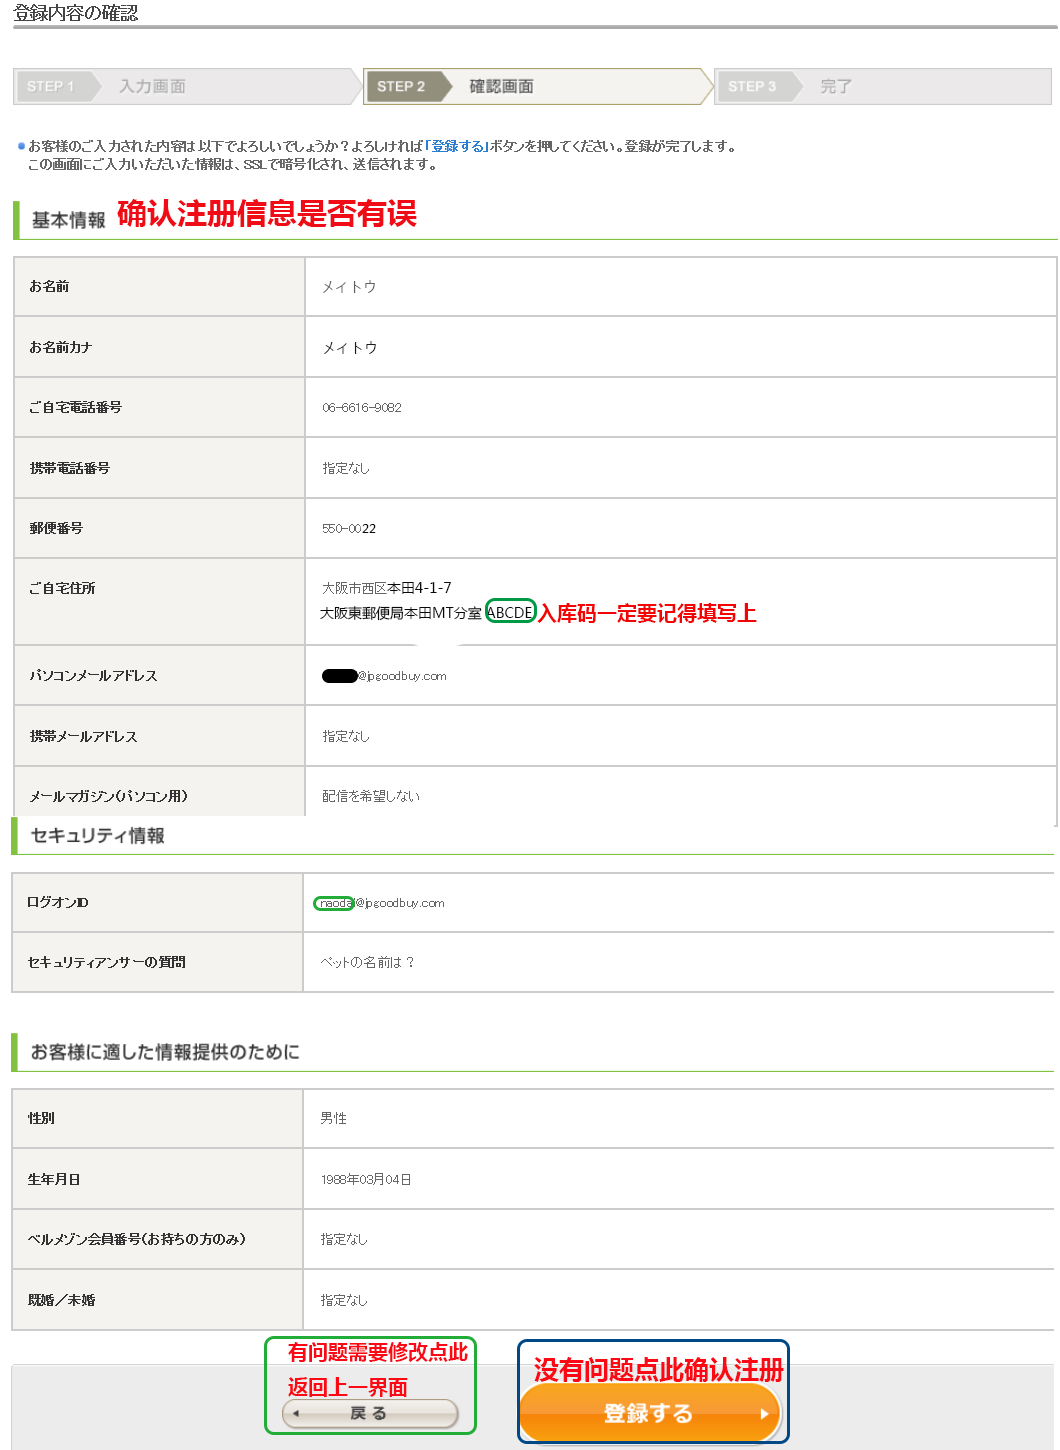 登録内容の確認
STEP 1 入力画面 STEP 2 確認画面 STEP 3 完了
お客様のご入力された内容は以下でよろしいでしょうか？よろしければ「登録する」ボタンを押してください。登録が完了します。
この画面にご入力いただいた情報は、SSLで暗号化され、送信されます。
基本情報 确认注册信息是否有误
お名前 メイトウ
お名前カナ メイトウ
ご自宅電話番号 06-6616-9082
携帯電話番号 指定なし
郵便番号 550-0022
ご自宅住所 大阪市西区本田4-1-7
大阪東郵便局本田MT分室 ABCDE 入库码一定要记得填写上
パソコンメールアドレス @jpgoodbuy.com
携帯メールアドレス 指定なし
メールマガジン(パソコン用) 配信を希望しない
セキュリティ情報
ログオンID naodai@jpgoodbuy.com
セキュリティアンサーの質問 ペットの名前は？
お客様に適した情報提供のために
性別 男性
生年月日 1988年03月04日
ベルメゾン会員番号(お持ちの方のみ) 指定なし
既婚／未婚 指定なし
有问题需要修改点此
返回上一界面
戻る
没有问题点此确认注册
登録する